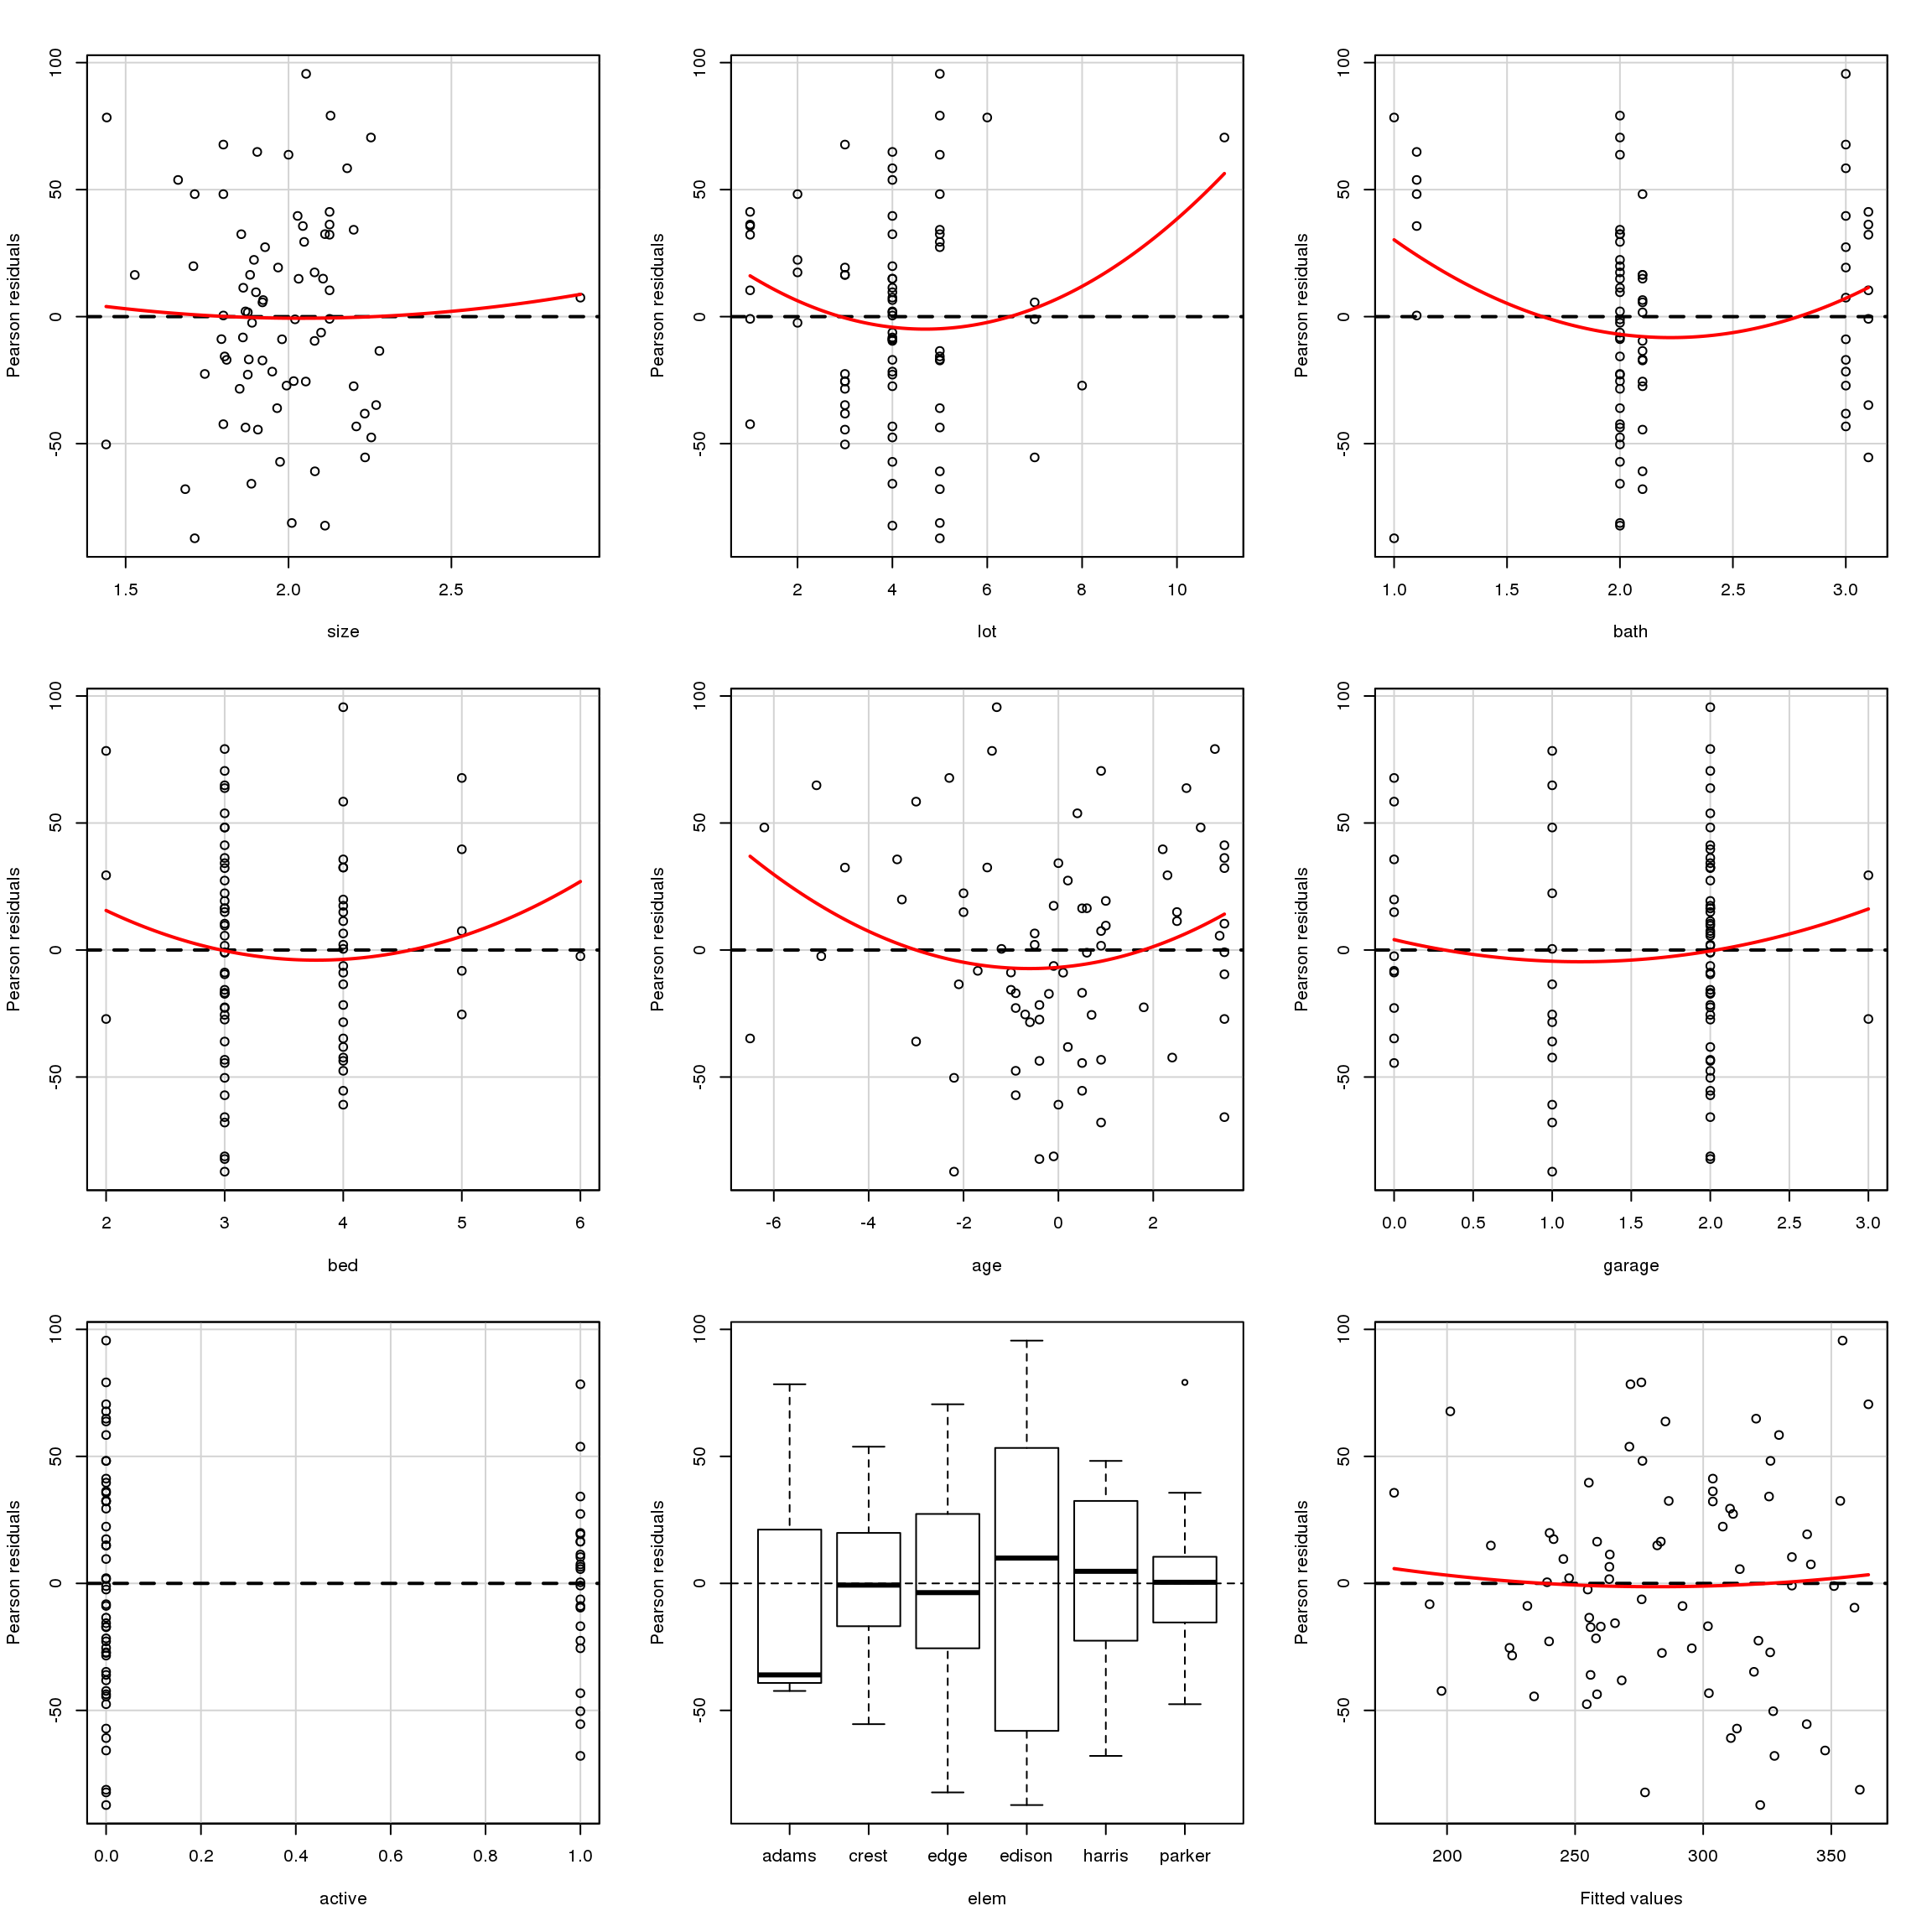 Pearson residuals
100
50
0
-50
1.5 2.0 2.5
size
Pearson residuals
100
50
0
-50
2 4 6 8 10
lot
Pearson residuals
100
50
0
-50
1.0 1.5 2.0 2.5 3.0
bath
Pearson residuals
100
50
0
-50
2 3 4 5 6
bed
Pearson residuals
100
50
0
-50
-6 -4 -2 0 2
age
Pearson residuals
100
50
0
-50
0.0 0.5 1.0 1.5 2.0 2.5 3.0
garage
Pearson residuals
100
50
0
-50
0.0 0.2 0.4 0.6 0.8 1.0
active
Pearson residuals
100
50
0
-50
adams crest edge edison harris parker
elem
Pearson residuals
100
50
0
-50
200 250 300 350
Fitted values